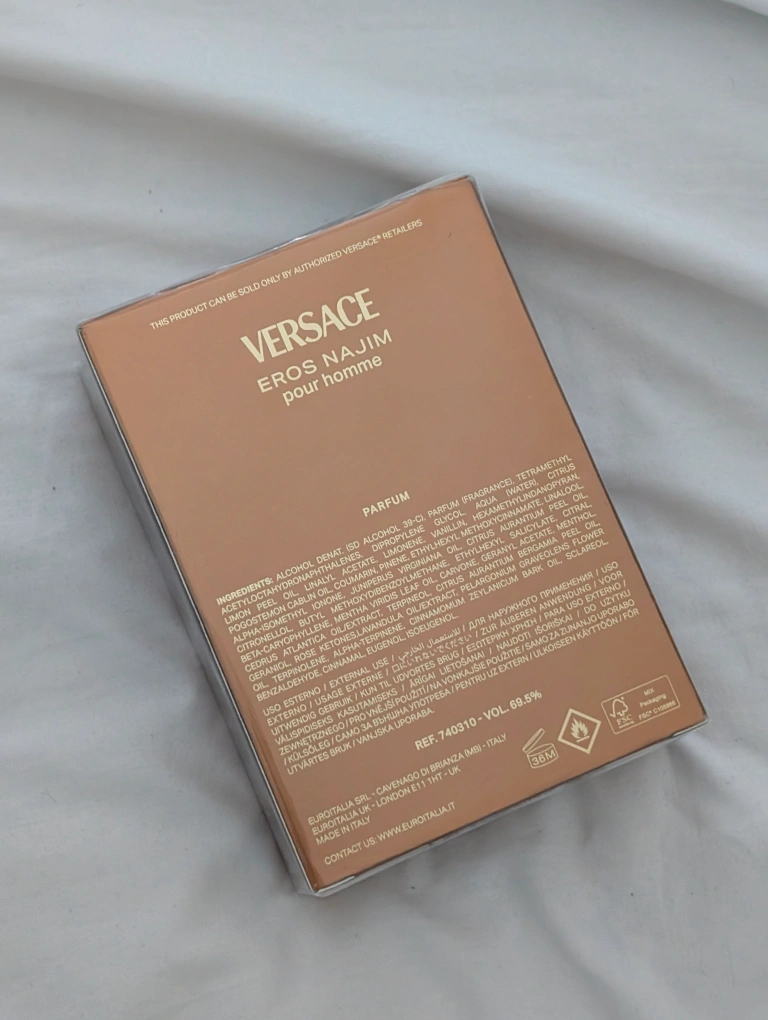 THIS PRODUCT CAN BE SOLD ONLY BY AUTHORIZED VERSACE® RETAILERS
VERSACE
EROS NAJIM
pour homme
PARFUM
INGREDIENTS: ALCOHOL DENAT. (SD ALCOHOL 39-C), PARFUM (FRAGRANCE), TETRAMETHYL
ACETYLOCTAHYDRONAPHTHALENES, DIPROPYLENE GLYCOL, AQUA (WATER), CITRUS
LIMON PEEL OIL, LINALYL ACETATE, LIMONENE, VANILLIN, HEXAMETHYLINDANOPYRAN,
POGOSTEMON CABLIN OIL, COUMARIN, PINENE, ETHYLHEXYL METHOXYCINNAMATE, LINALOOL,
ALPHA-ISOMETHYL IONONE, JUNIPERUS VIRGINIANA OIL, CITRUS AURANTIUM PEEL OIL,
CITRONELLOL, BUTYL METHOXYDIBENZOYLMETHANE, ETHYLHEXYL SALICYLATE, CITRAL,
BETA-CARYOPHYLLENE, MENTHA VIRIDIS LEAF OIL, CARVONE, GERANYL ACETATE, MENTHOL,
CEDRUS ATLANTICA OIL/EXTRACT, TERPINEOL, CITRUS AURANTIUM BERGAMIA PEEL OIL,
GERANIOL, ROSE KETONES, LAVANDULA OIL/EXTRACT, PELARGONIUM GRAVEOLENS FLOWER
OIL, TERPINOLENE, ALPHA-TERPINENE, CINNAMOMUM ZEYLANICUM BARK OIL, SCLAREOL,
BENZALDEHYDE, CINNAMAL, EUGENOL, ISOEUGENOL.
USO ESTERNO / EXTERNAL USE / للاستعمال الخارجي / ДЛЯ НАРУЖНОГО ПРИМЕНЕНИЯ / USO
EXTERNO / USAGE EXTERNE / / ZUR ÄUßEREN ANWENDUNG / VOOR
UITWENDIG GEBRUIK / KUN TIL UDVORTES BRUG / ΕΞΩΤΕΡΙΚΗ ΧΡΗΣΗ / PARA USO EXTERNO /
VÄLISPIDISEKS KASUTAMISEKS / ĀRĪGAI LIETOŠANAI / NAUDOTI IŠORIŠKAI / DO UŻYTKU
ZEWNĘTRZNEGO / PRO VNĚJŠÍ POUŽITÍ / NA VONKAJŠIE POUŽITIE / SAMO ZA ZUNANJO UPORABO
/ KÜLSŐLEG / САМО ЗА ВЪНШНА УПОТРЕБА / PENTRU UZ EXTERN / ULKOISEEN KÄYTTÖÖN / FÖR
UTVÄRTES BRUK / VANJSKA UPORABA.
REF. 740310 - VOL. 69.5%
EUROITALIA SRL - CAVENAGO DI BRIANZA (MB) - ITALY
EUROITALIA UK - LONDON E11 1HT - UK
MADE IN ITALY
CONTACT US: WWW.EUROITALIA.IT
36M
FSC
MIX
Packaging